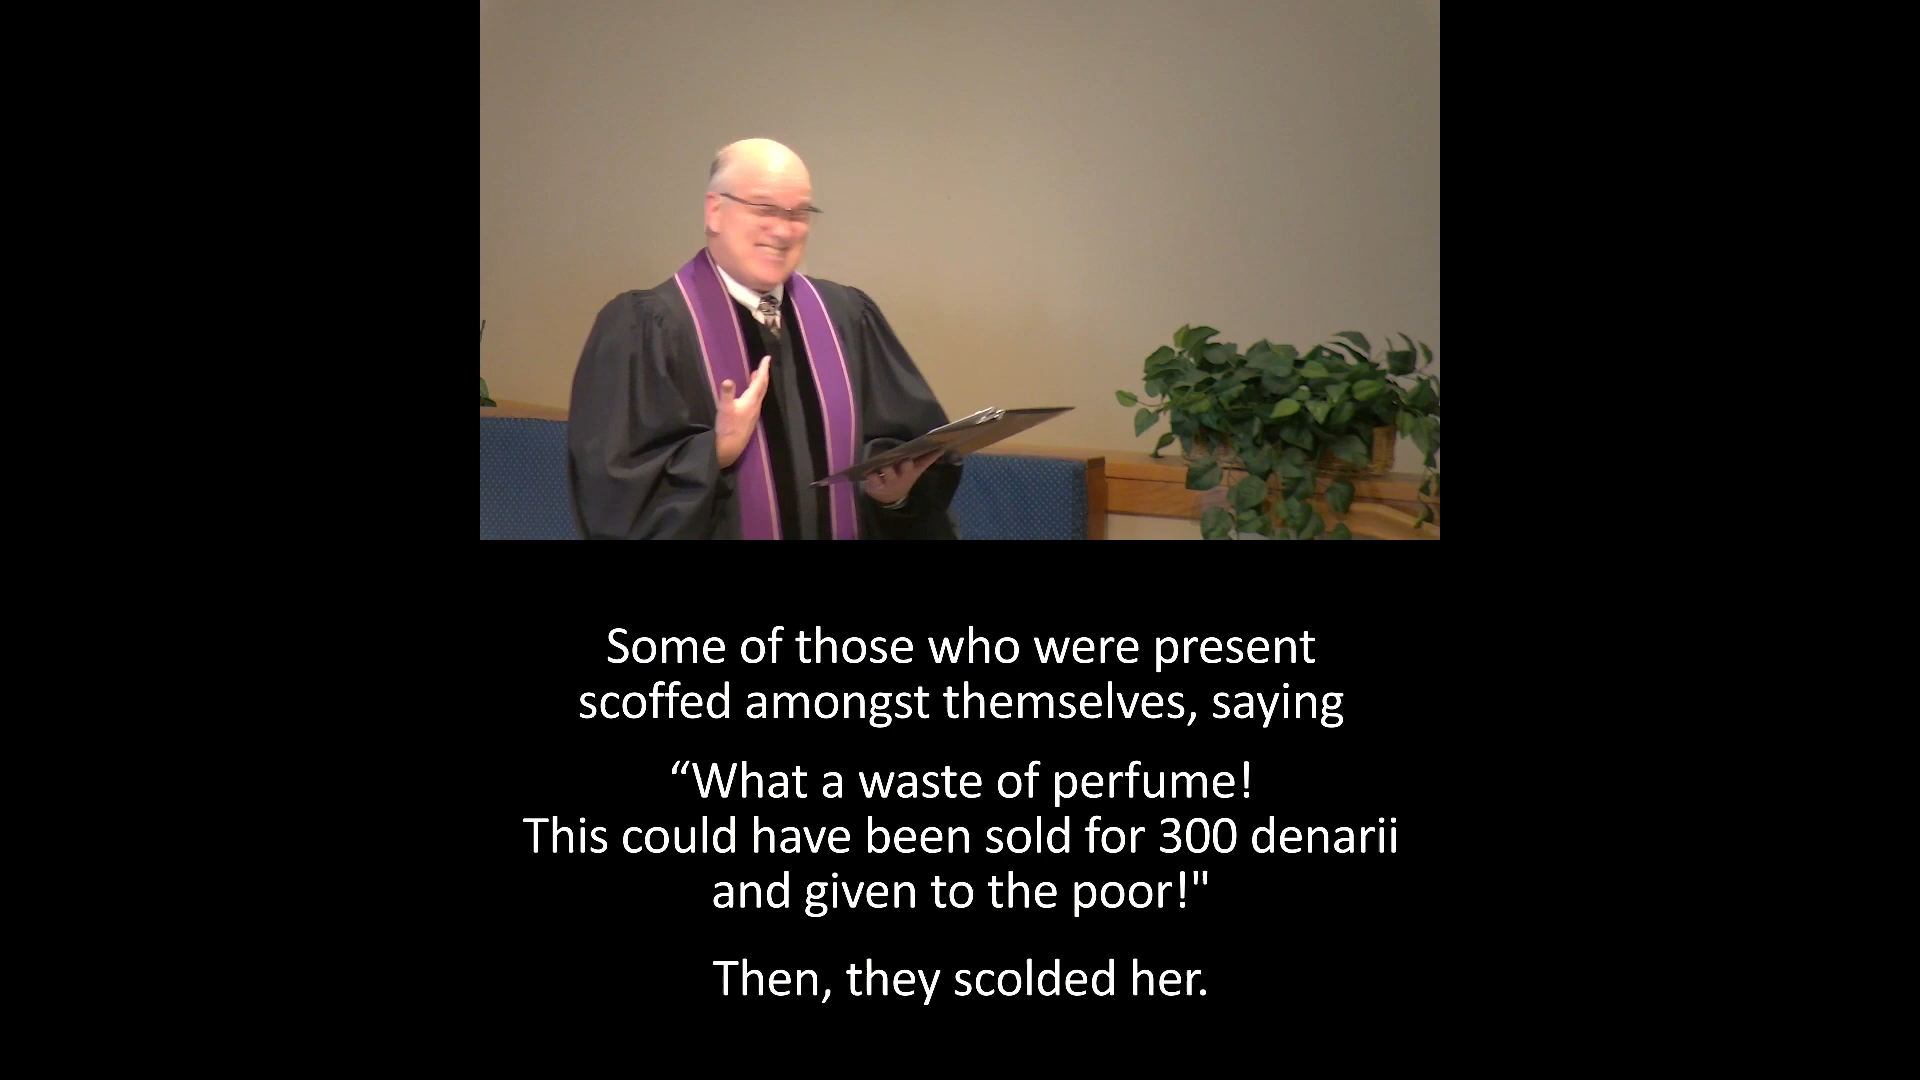 Some of those who were present
scoffed amongst themselves, saying
“What a waste of perfume!
This could have been sold for 300 denarii
and given to the poor!"
Then, they scolded her.